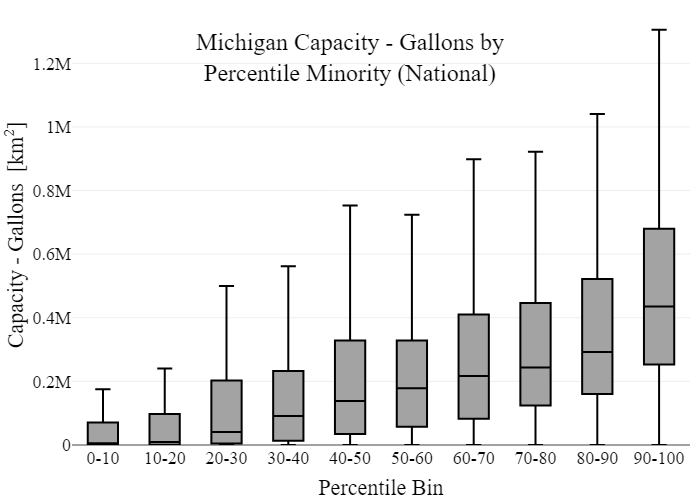 Michigan Capacity - Gallons by
Percentile Minority (National)
Capacity - Gallons [km²]
1.2M
1M
0.8M
0.6M
0.4M
0.2M
0
0-10 10-20 20-30 30-40 40-50 50-60 60-70 70-80 80-90 90-100
Percentile Bin